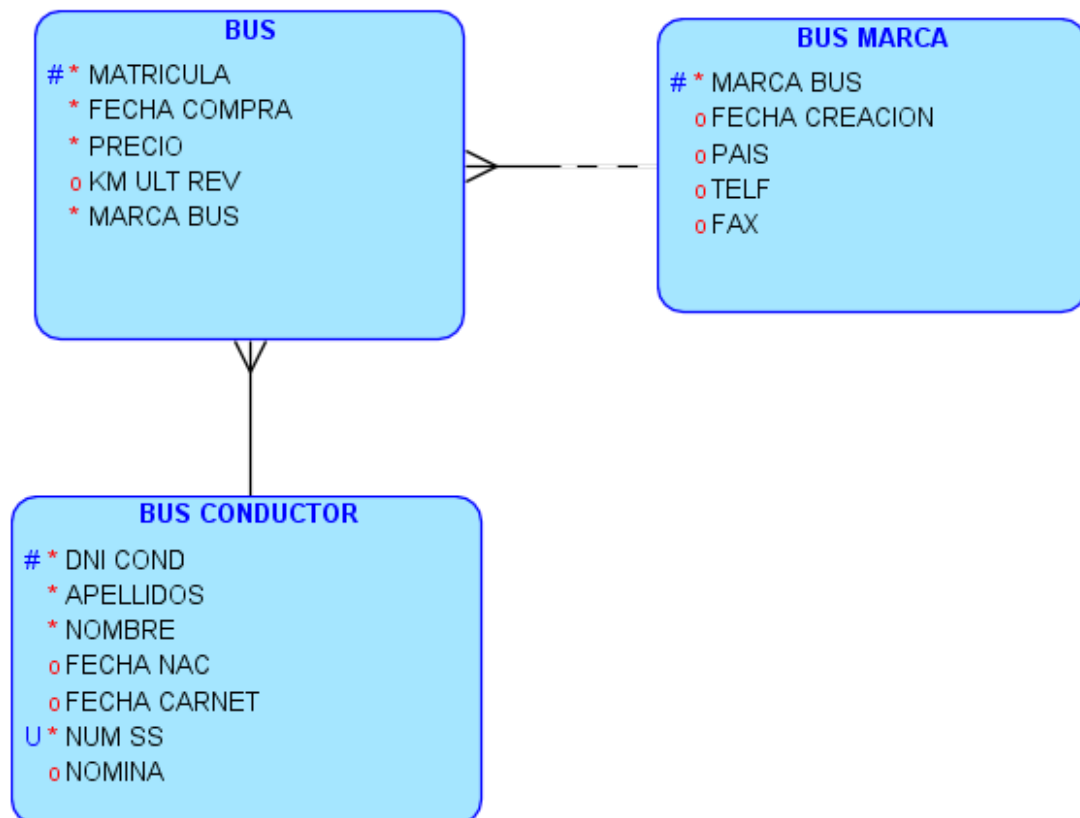 BUS
# * MATRICULA
* FECHA COMPRA
* PRECIO
o KM ULT REV
* MARCA BUS
BUS MARCA
# * MARCA BUS
o FECHA CREACION
o PAIS
o TELF
o FAX
BUS CONDUCTOR
# * DNI COND
* APELLIDOS
* NOMBRE
o FECHA NAC
o FECHA CARNET
U * NUM SS
o NOMINA